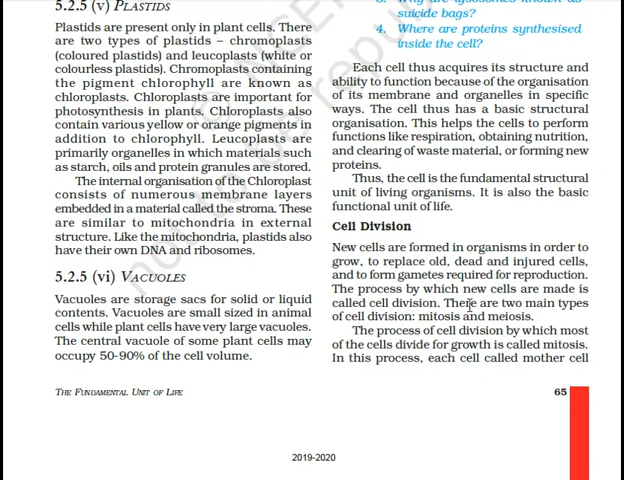 5.2.5 (v) PLASTIDS
Plastids are present only in plant cells. There
are two types of plastids – chromoplasts
(coloured plastids) and leucoplasts (white or
colourless plastids). Chromoplasts containing
the pigment chlorophyll are known as
chloroplasts. Chloroplasts are important for
photosynthesis in plants. Chloroplasts also
contain various yellow or orange pigments in
addition to chlorophyll. Leucoplasts are
primarily organelles in which materials such
as starch, oils and protein granules are stored.
The internal organisation of the Chloroplast
consists of numerous membrane layers
embedded in a material called the stroma. These
are similar to mitochondria in external
structure. Like the mitochondria, plastids also
have their own DNA and ribosomes.
5.2.5 (vi) VACUOLES
Vacuoles are storage sacs for solid or liquid
contents. Vacuoles are small sized in animal
cells while plant cells have very large vacuoles.
The central vacuole of some plant cells may
occupy 50-90% of the cell volume.
3. Why are lysosomes known as
suicide bags?
4. Where are proteins synthesised
inside the cell?
Each cell thus acquires its structure and
ability to function because of the organisation
of its membrane and organelles in specific
ways. The cell thus has a basic structural
organisation. This helps the cells to perform
functions like respiration, obtaining nutrition,
and clearing of waste material, or forming new
proteins.
Thus, the cell is the fundamental structural
unit of living organisms. It is also the basic
functional unit of life.
Cell Division
New cells are formed in organisms in order to
grow, to replace old, dead and injured cells,
and to form gametes required for reproduction.
The process by which new cells are made is
called cell division. There are two main types
of cell division: mitosis and meiosis.
The process of cell division by which most
of the cells divide for growth is called mitosis.
In this process, each cell called mother cell
THE FUNDAMENTAL UNIT OF LIFE
65
2019-2020